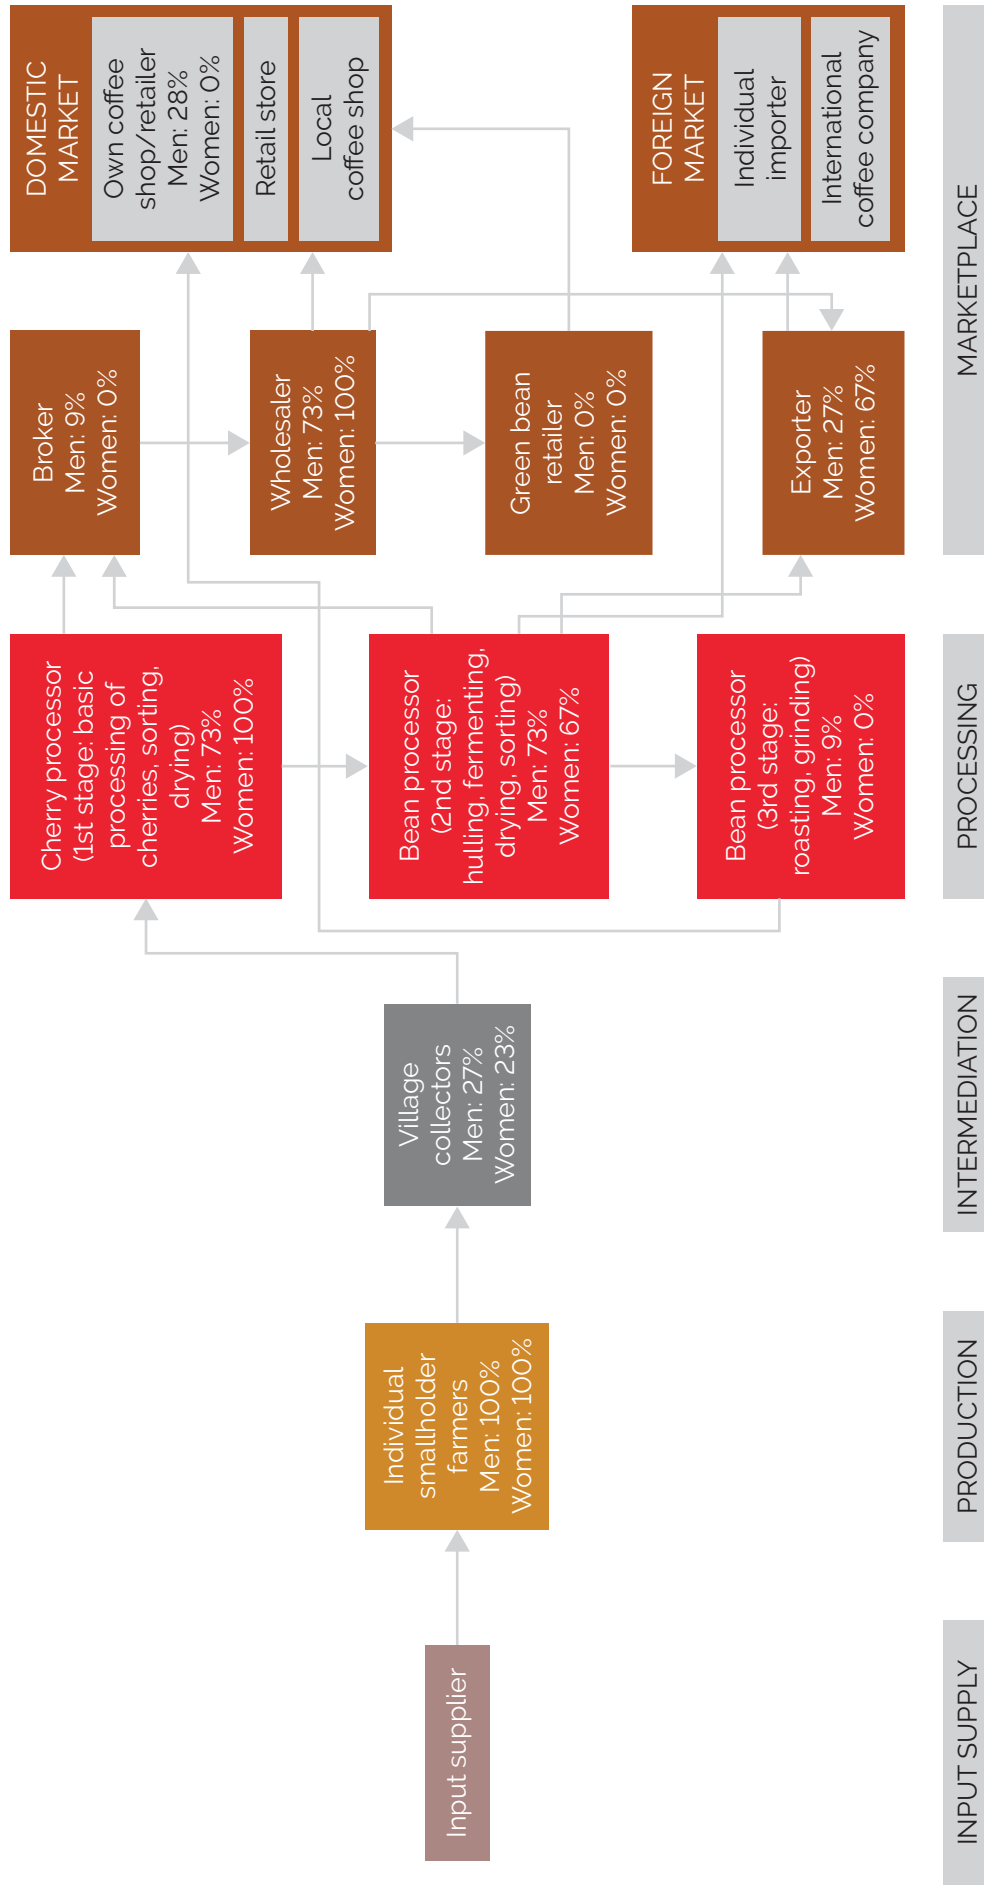 Input supplier
Individual
smallholder
farmers
Men: 100%
Women: 100%
Village
collectors
Men: 27%
Women: 23%
Cherry processor
(1st stage: basic
processing of
cherries, sorting,
drying)
Men: 73%
Women: 100%
Bean processor
(2nd stage:
hulling, fermenting,
drying, sorting)
Men: 73%
Women: 67%
Bean processor
(3rd stage:
roasting, grinding)
Men: 9%
Women: 0%
Broker
Men: 9%
Women: 0%
Wholesaler
Men: 73%
Women: 100%
Green bean
retailer
Men: 0%
Women: 0%
Exporter
Men: 27%
Women: 67%
DOMESTIC
MARKET
Own coffee
shop/retailer
Men: 28%
Women: 0%
Retail store
Local
coffee shop
FOREIGN
MARKET
Individual
importer
International
coffee company
INPUT SUPPLY
PRODUCTION
INTERMEDIATION
PROCESSING
MARKETPLACE